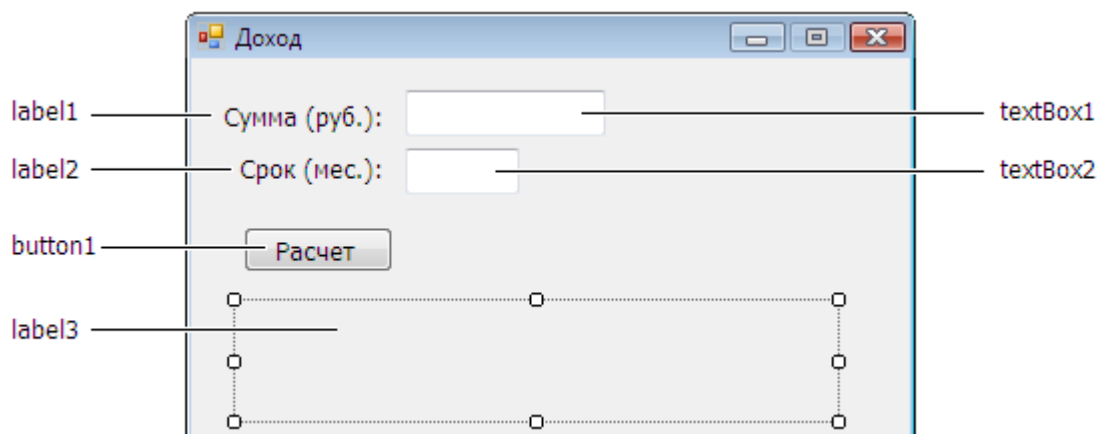 Доход
label1 Сумма (руб.): textBox1
label2 Срок (мес.): textBox2
button1 Расчет
label3